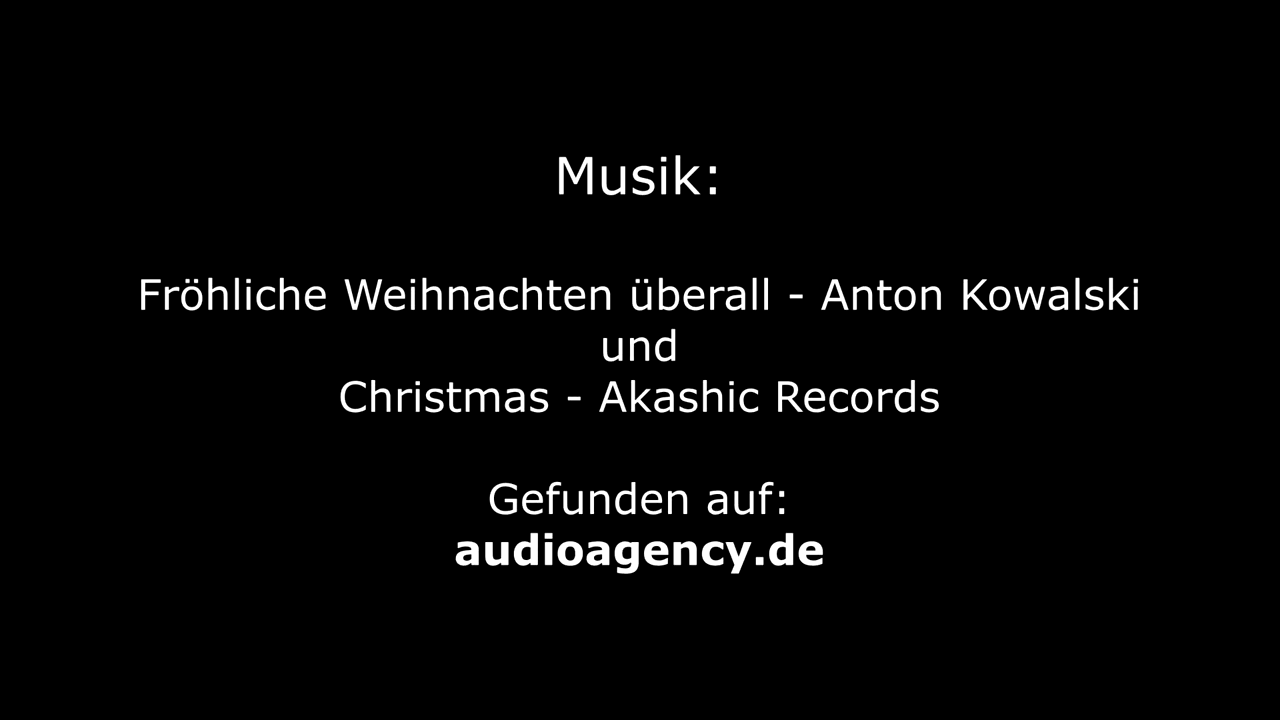 Musik:
Fröhliche Weihnachten überall - Anton Kowalski
und
Christmas - Akashic Records
Gefunden auf:
audioagency.de